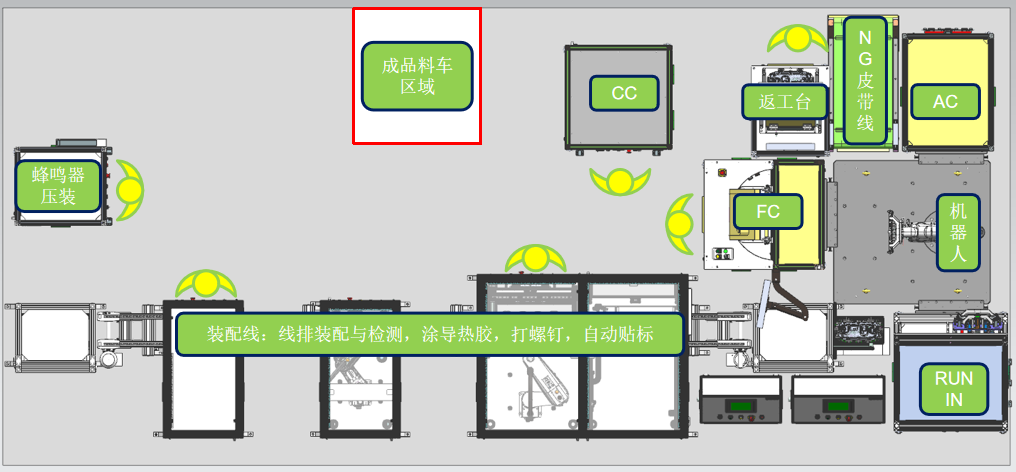 成品料车
区域
CC
返工台
N
G
皮
带
线
AC
蜂鸣器
压装
FC
机
器
人
装配线：线排装配与检测，涂导热胶，打螺钉，自动贴标
RUN
IN